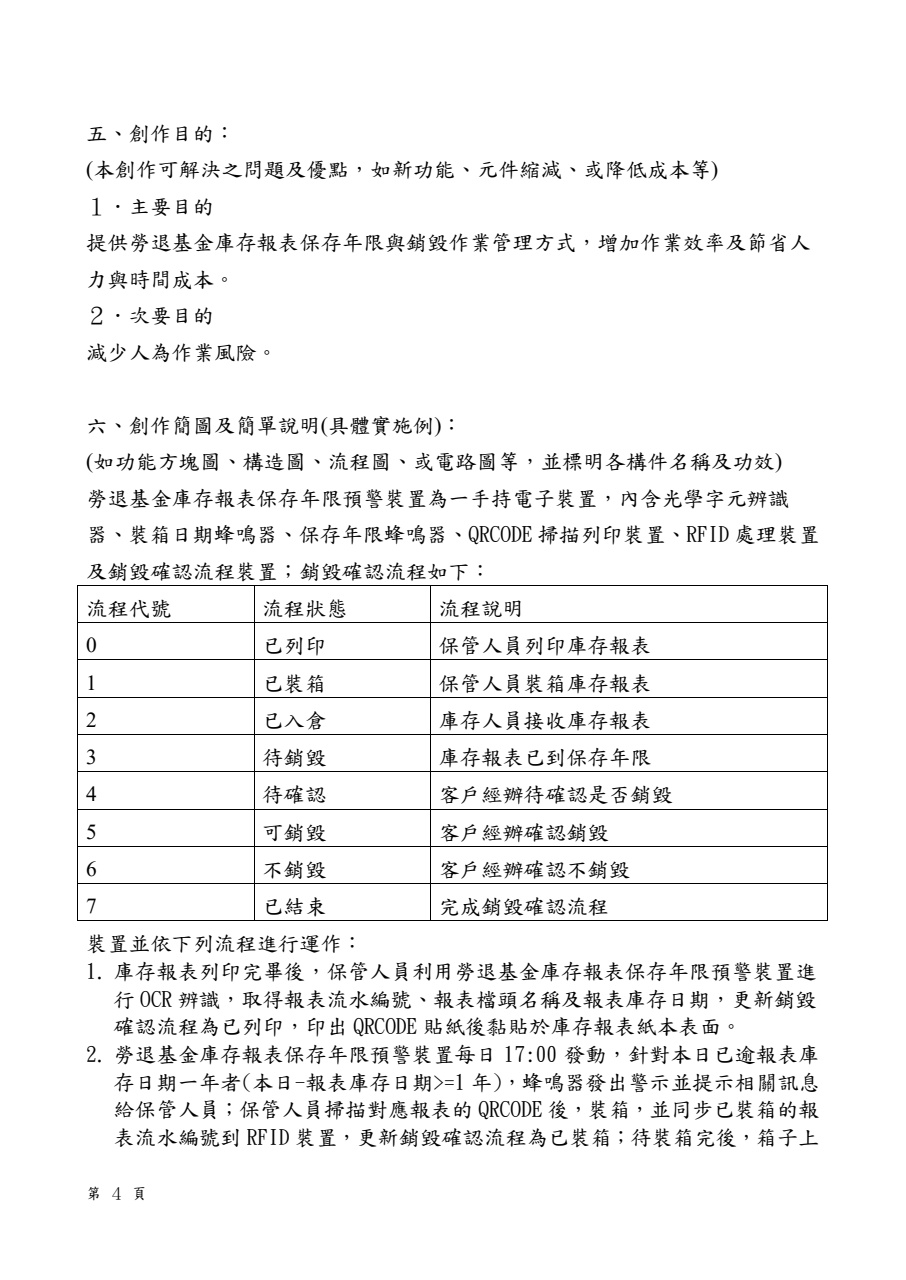 五、創作目的：
(本創作可解決之問題及優點，如新功能、元件縮減、或降低成本等)
１．主要目的
提供勞退基金庫存報表保存年限與銷毀作業管理方式，增加作業效率及節省人
力與時間成本。
２．次要目的
減少人為作業風險。
六、創作簡圖及簡單說明(具體實施例)：
(如功能方塊圖、構造圖、流程圖、或電路圖等，並標明各構件名稱及功效)
勞退基金庫存報表保存年限預警裝置為一手持電子裝置，內含光學字元辨識
器、裝箱日期蜂鳴器、保存年限蜂鳴器、QRCODE 掃描列印裝置、RFID 處理裝置
及銷毀確認流程裝置；銷毀確認流程如下：
流程代號 流程狀態 流程說明
0 已列印 保管人員列印庫存報表
1 已裝箱 保管人員裝箱庫存報表
2 已入倉 庫存人員接收庫存報表
3 待銷毀 庫存報表已到保存年限
4 待確認 客戶經辦待確認是否銷毀
5 可銷毀 客戶經辦確認銷毀
6 不銷毀 客戶經辦確認不銷毀
7 已結束 完成銷毀確認流程
裝置並依下列流程進行運作：
1. 庫存報表列印完畢後，保管人員利用勞退基金庫存報表保存年限預警裝置進
行 OCR 辨識，取得報表流水編號、報表檔頭名稱及報表庫存日期，更新銷毀
確認流程為已列印，印出 QRCODE 貼紙後黏貼於庫存報表紙本表面。
2. 勞退基金庫存報表保存年限預警裝置每日 17:00 發動，針對本日已逾報表庫
存日期一年者(本日-報表庫存日期>=1 年)，蜂鳴器發出警示並提示相關訊息
給保管人員；保管人員掃描對應報表的 QRCODE 後，裝箱，並同步已裝箱的報
表流水編號到 RFID 裝置，更新銷毀確認流程為已裝箱；待裝箱完後，箱子上
第 4 頁